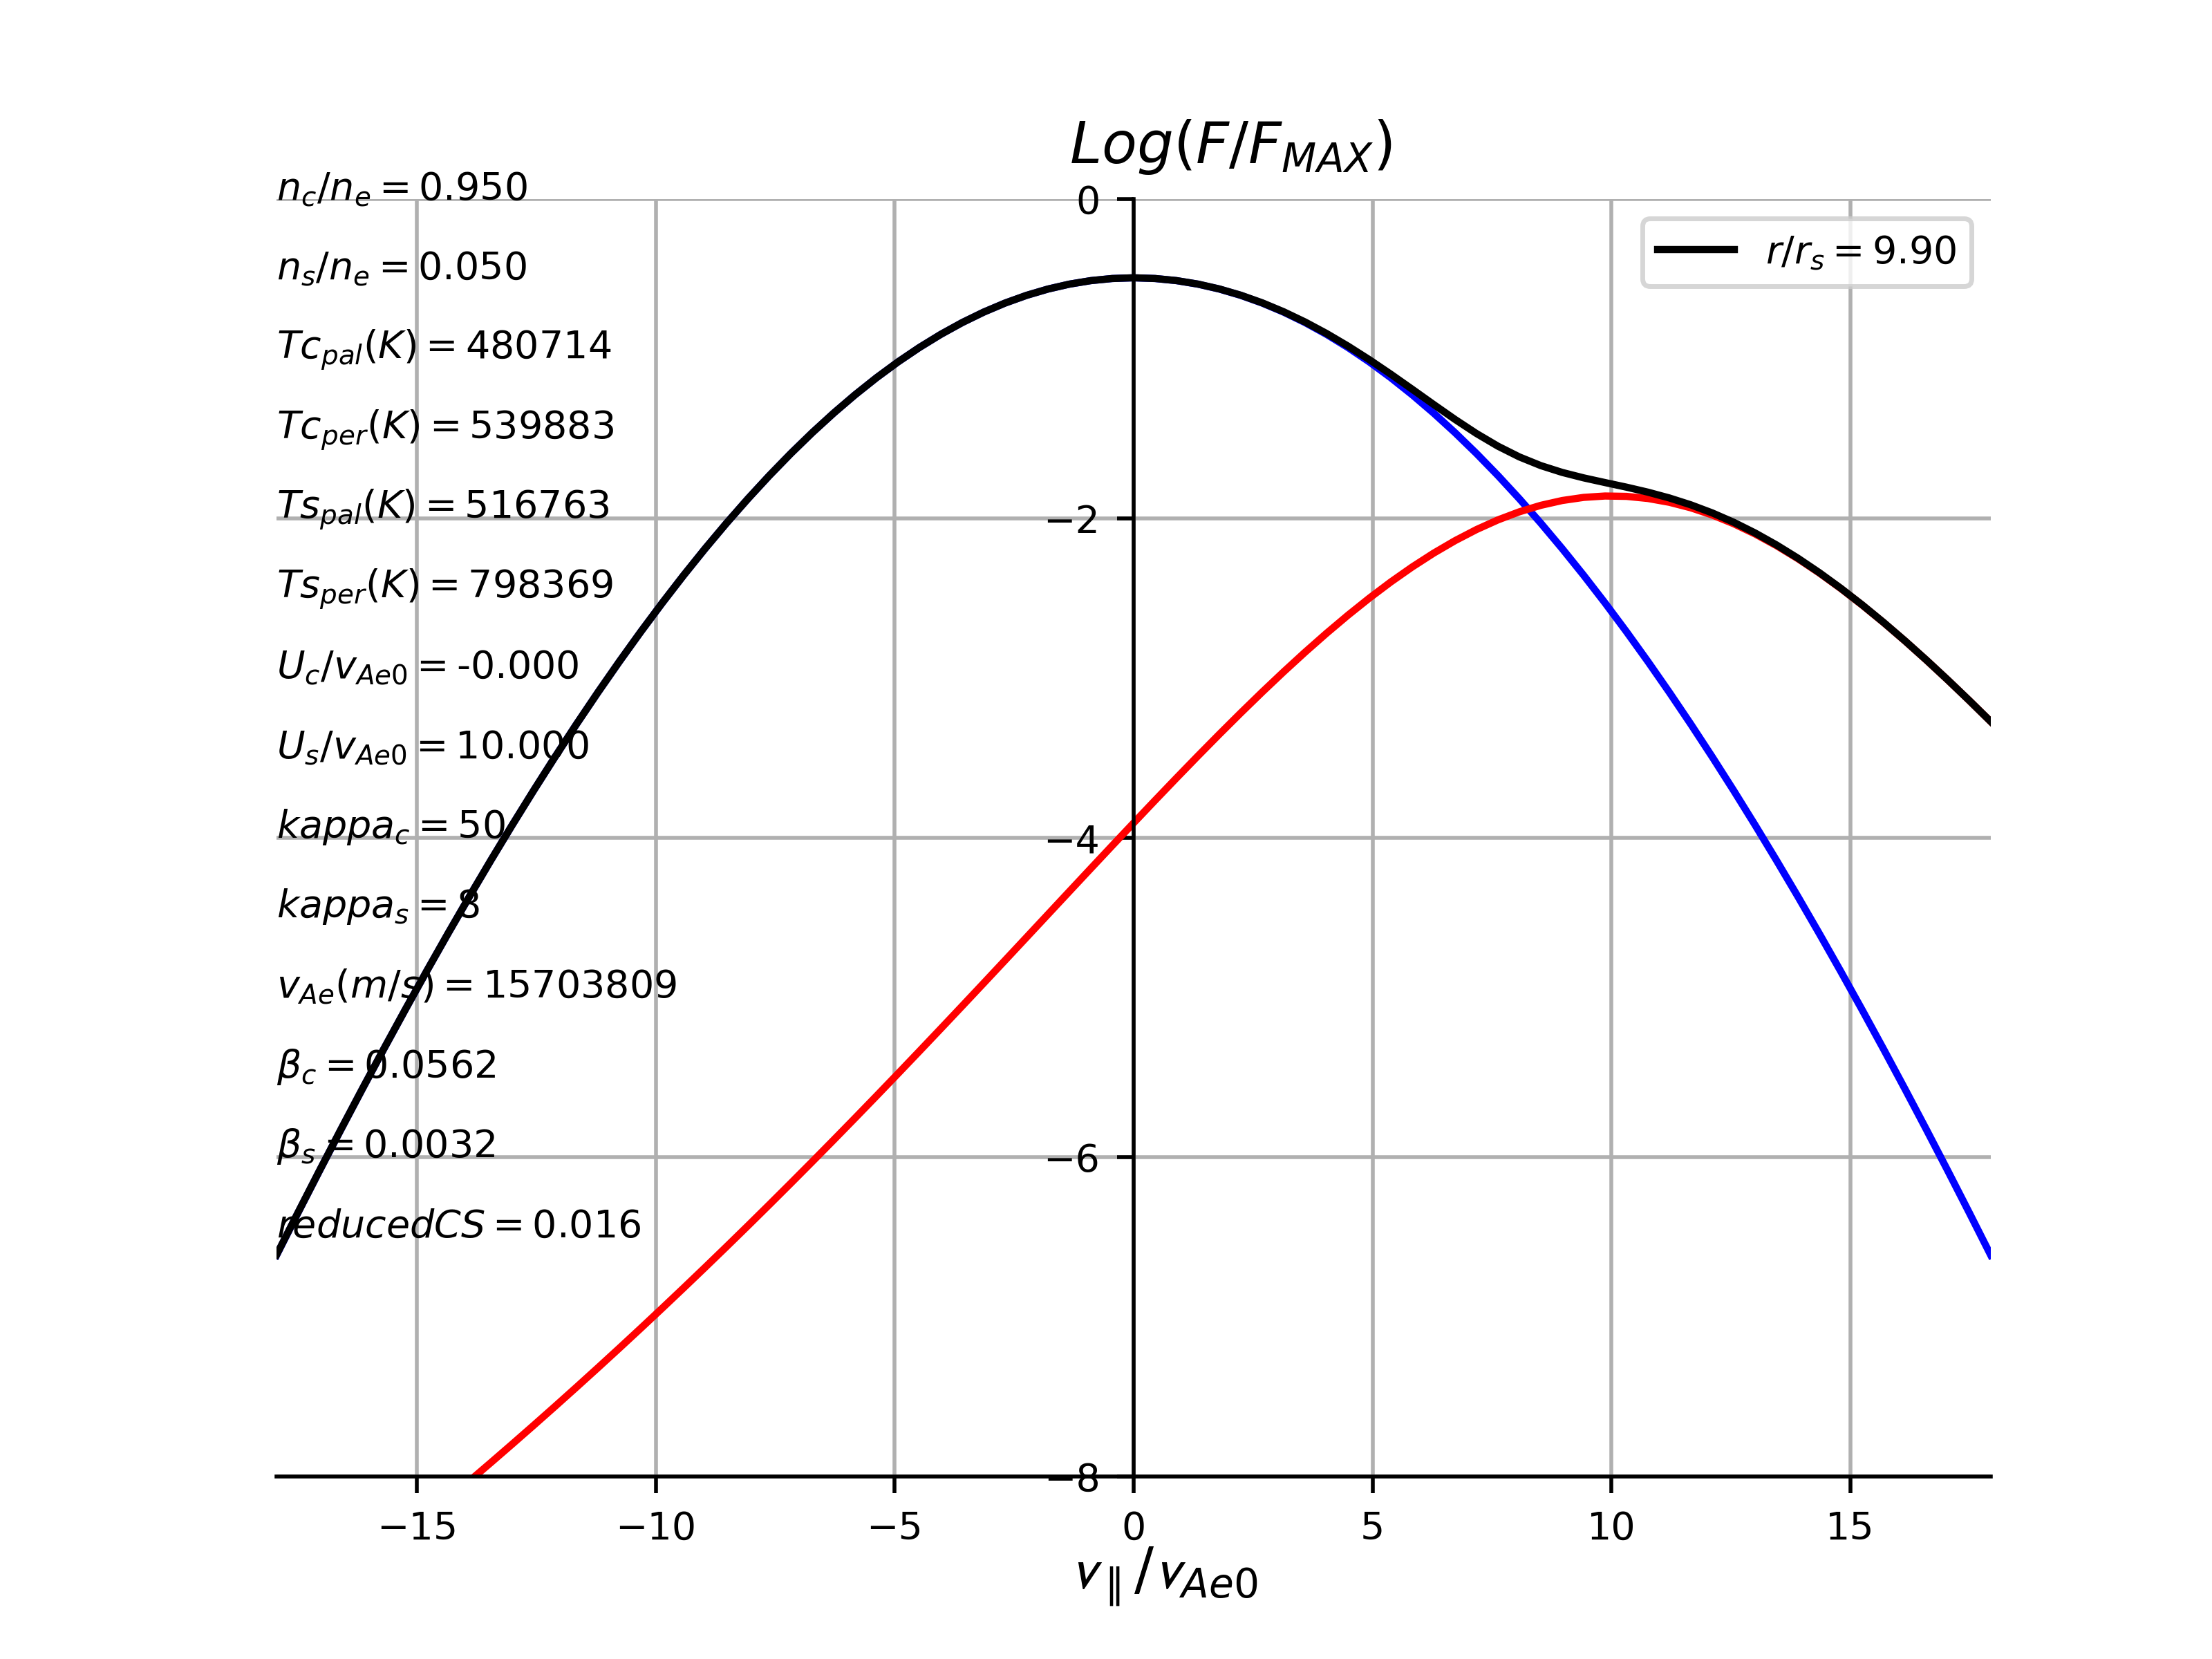 Log(F/F_MAX)
n_c/n_e = 0.950
n_s/n_e = 0.050
Tc_pal(K) = 480714
Tc_per(K) = 539883
Ts_pal(K) = 516763
Ts_per(K) = 798369
U_c/v_Ae0 = -0.000
U_s/v_Ae0 = 10.000
kappa_c = 50
kappa_s = 8
v_Ae(m/s) = 15703809
β_c = 0.0562
β_s = 0.0032
reducedCS = 0.016
r/r_s = 9.90
0
−2
−4
−6
−8
−15 −10 −5 0 5 10 15
v_∥/v_Ae0